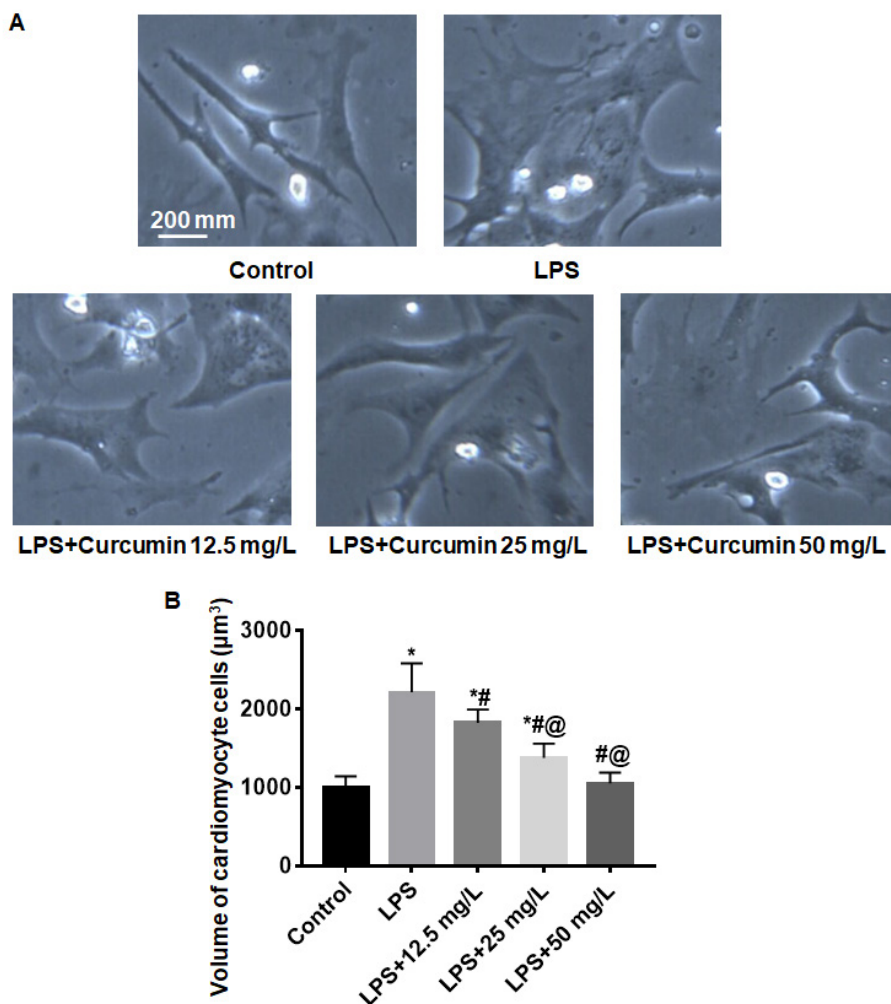 A
200 mm
Control
LPS
LPS+Curcumin 12.5 mg/L
LPS+Curcumin 25 mg/L
LPS+Curcumin 50 mg/L
B
Volume of cardiomyocyte cells (µm³)
3000
2000
1000
0
*
*#
*#@
#@
Control
LPS
LPS+12.5 mg/L
LPS+25 mg/L
LPS+50 mg/L